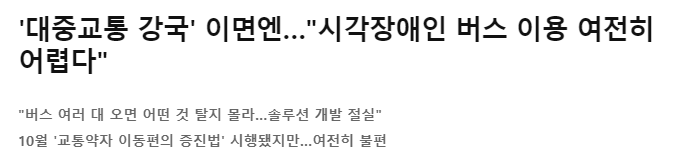 '대중교통 강국' 이면엔..."시각장애인 버스 이용 여전히
어렵다"
"버스 여러 대 오면 어떤 것 탈지 몰라...솔루션 개발 절실"
10월 '교통약자 이동편의 증진법' 시행됐지만...여전히 불편